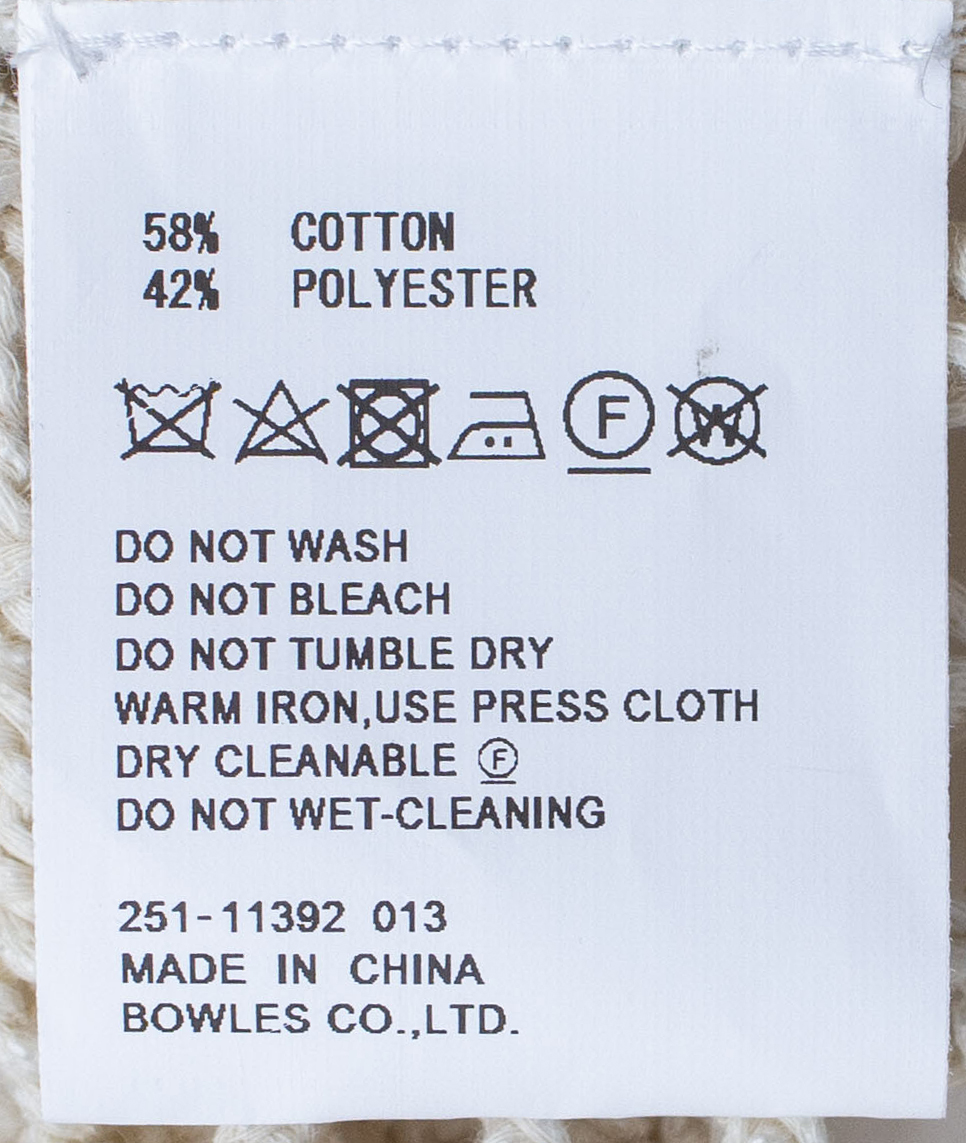 58% COTTON
42% POLYESTER
F W
DO NOT WASH
DO NOT BLEACH
DO NOT TUMBLE DRY
WARM IRON,USE PRESS CLOTH
DRY CLEANABLE F
DO NOT WET-CLEANING
251-11392 013
MADE IN CHINA
BOWLES CO.,LTD.